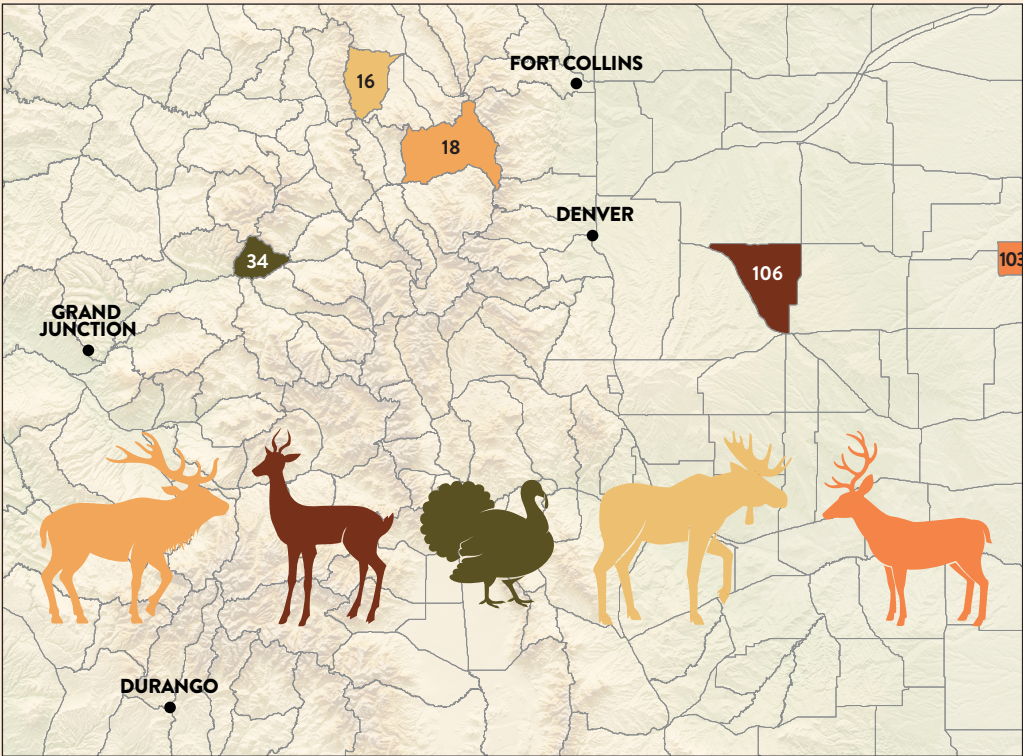 FORT COLLINS
16
18
DENVER
34
106
103
GRAND
JUNCTION
DURANGO